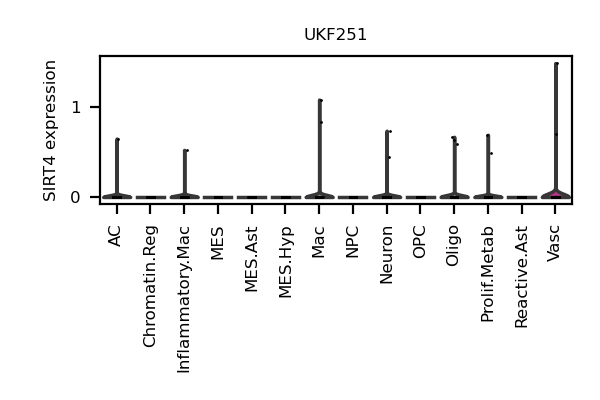 UKF251
SIRT4 expression
1
0
AC
Chromatin.Reg
Inflammatory.Mac
MES
MES.Ast
MES.Hyp
Mac
NPC
Neuron
OPC
Oligo
Prolif.Metab
Reactive.Ast
Vasc